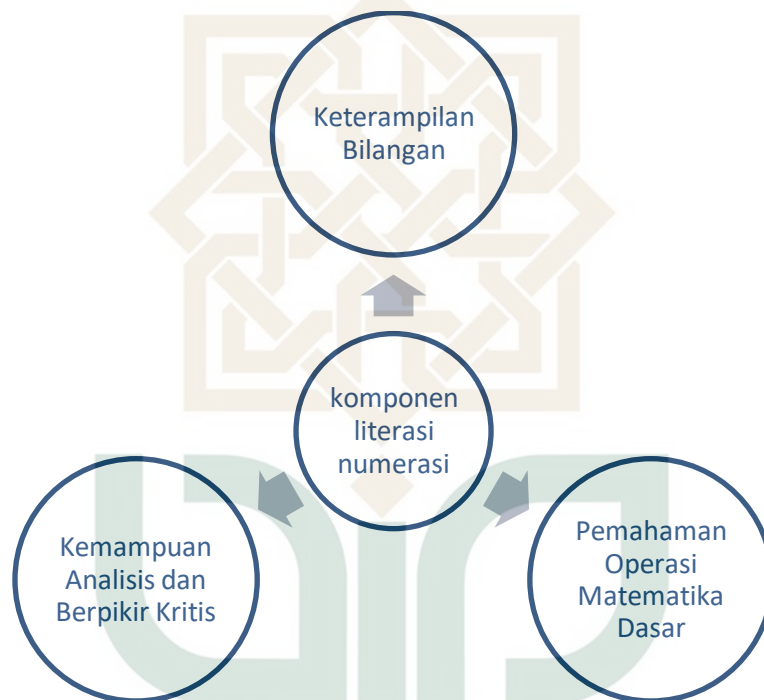 Keterampilan
Bilangan
komponen
literasi
numerasi
Kemampuan
Analisis dan
Berpikir Kritis
Pemahaman
Operasi
Matematika
Dasar